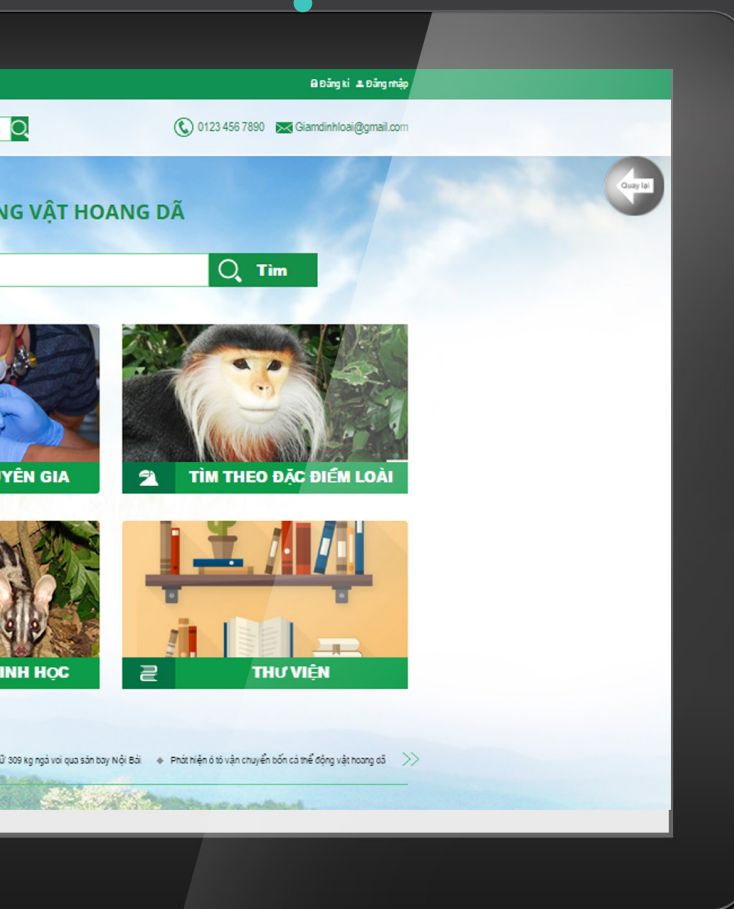 Đăng kí Đăng nhập
0123 456 7890 Giamdinhloai@gmail.com
Quay lại
NG VẬT HOANG DÃ
Tìm
YÊN GIA
TÌM THEO ĐẶC ĐIỂM LOÀI
INH HỌC
THƯ VIỆN
ữ 309 kg ngà voi qua sân bay Nội Bài Phát hiện ô tô vận chuyển bốn cá thể động vật hoang dã